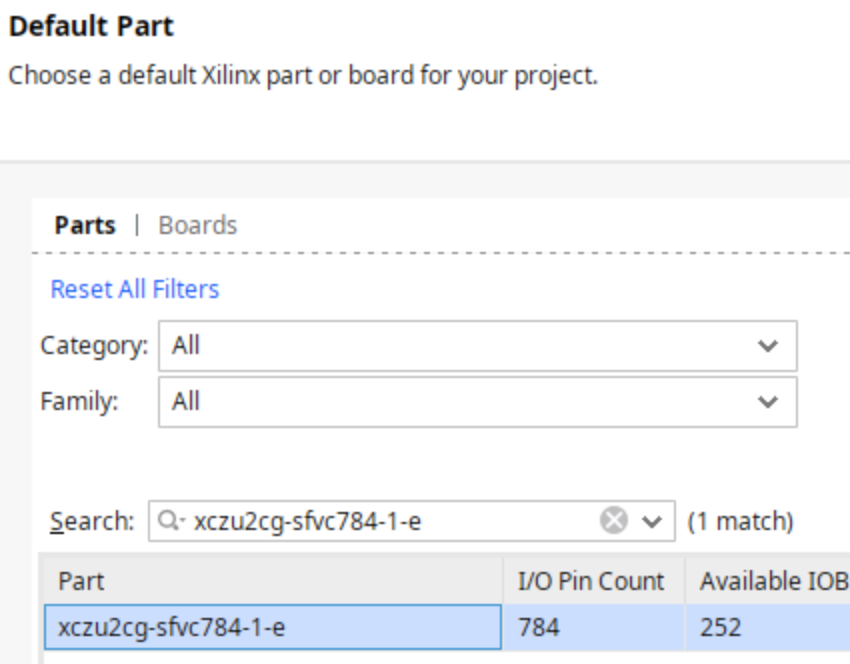 Default Part
Choose a default Xilinx part or board for your project.
Parts | Boards
Reset All Filters
Category: All
Family: All
Search: xczu2cg-sfvc784-1-e (1 match)
Part I/O Pin Count Available IOB
xczu2cg-sfvc784-1-e 784 252